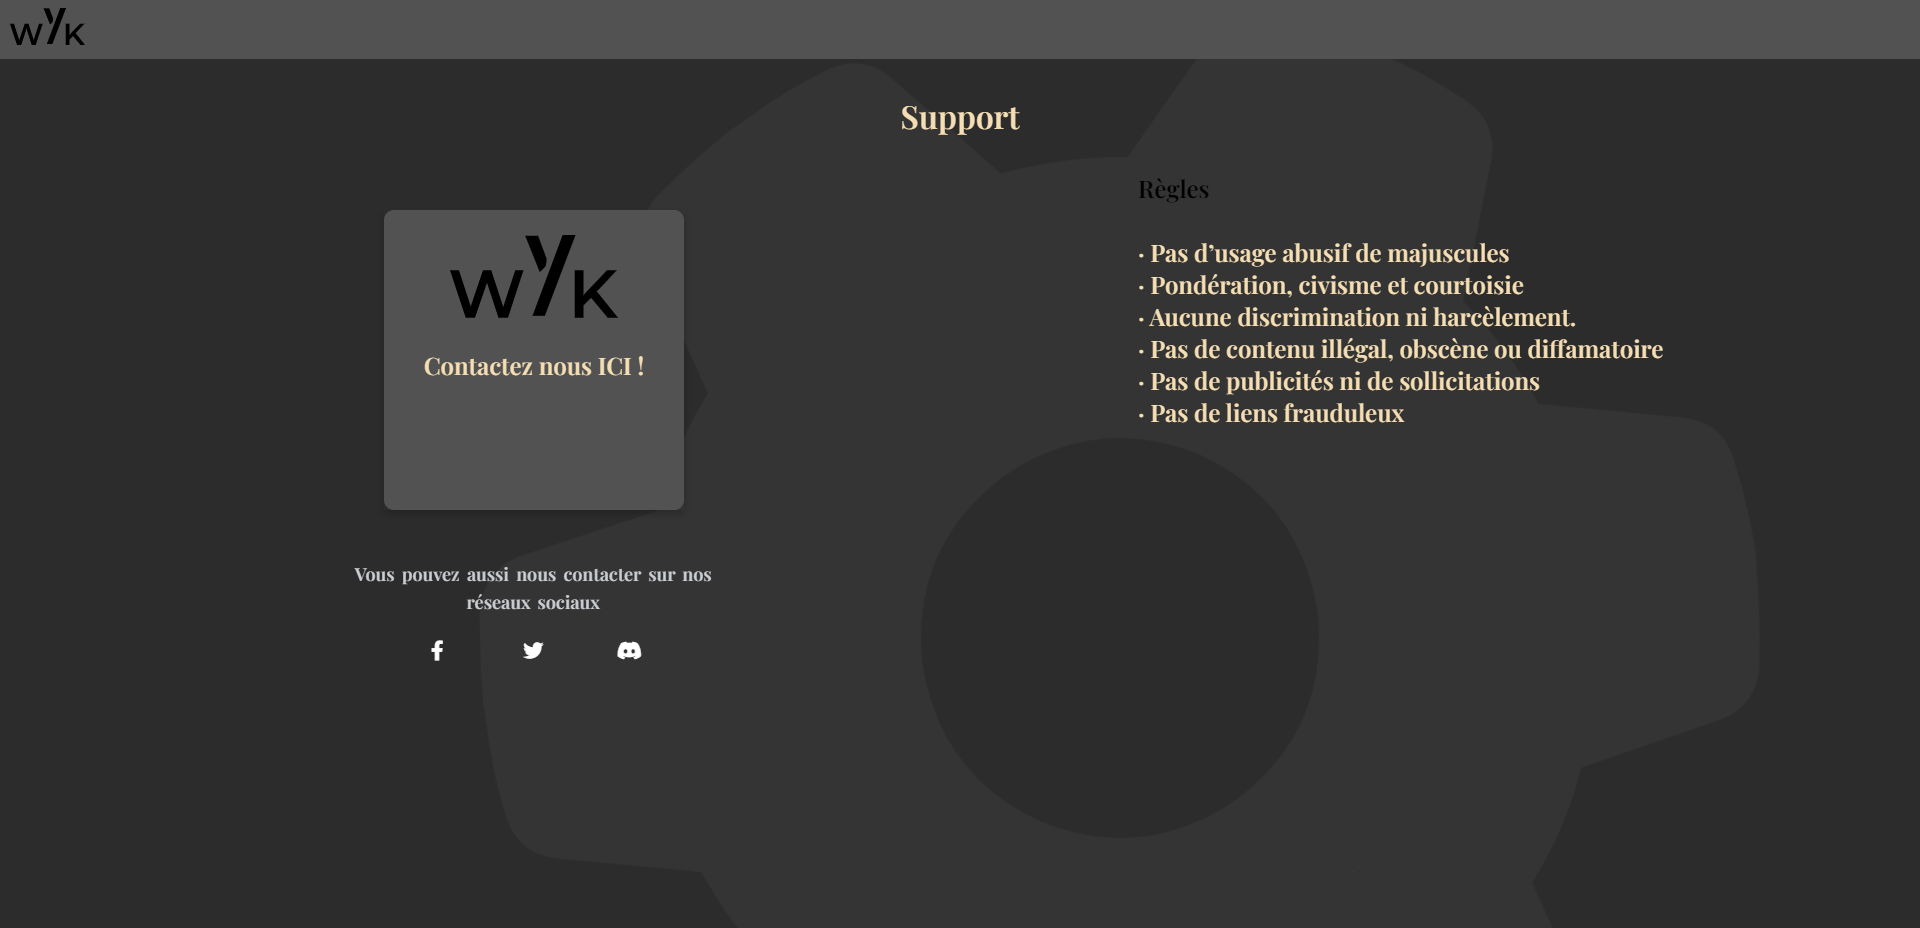 wyk
Support
wyk
Contactez nous ICI !
Vous pouvez aussi nous contacter sur nos
réseaux sociaux
Règles
· Pas d’usage abusif de majuscules
· Pondération, civisme et courtoisie
· Aucune discrimination ni harcèlement.
· Pas de contenu illégal, obscène ou diffamatoire
· Pas de publicités ni de sollicitations
· Pas de liens frauduleux